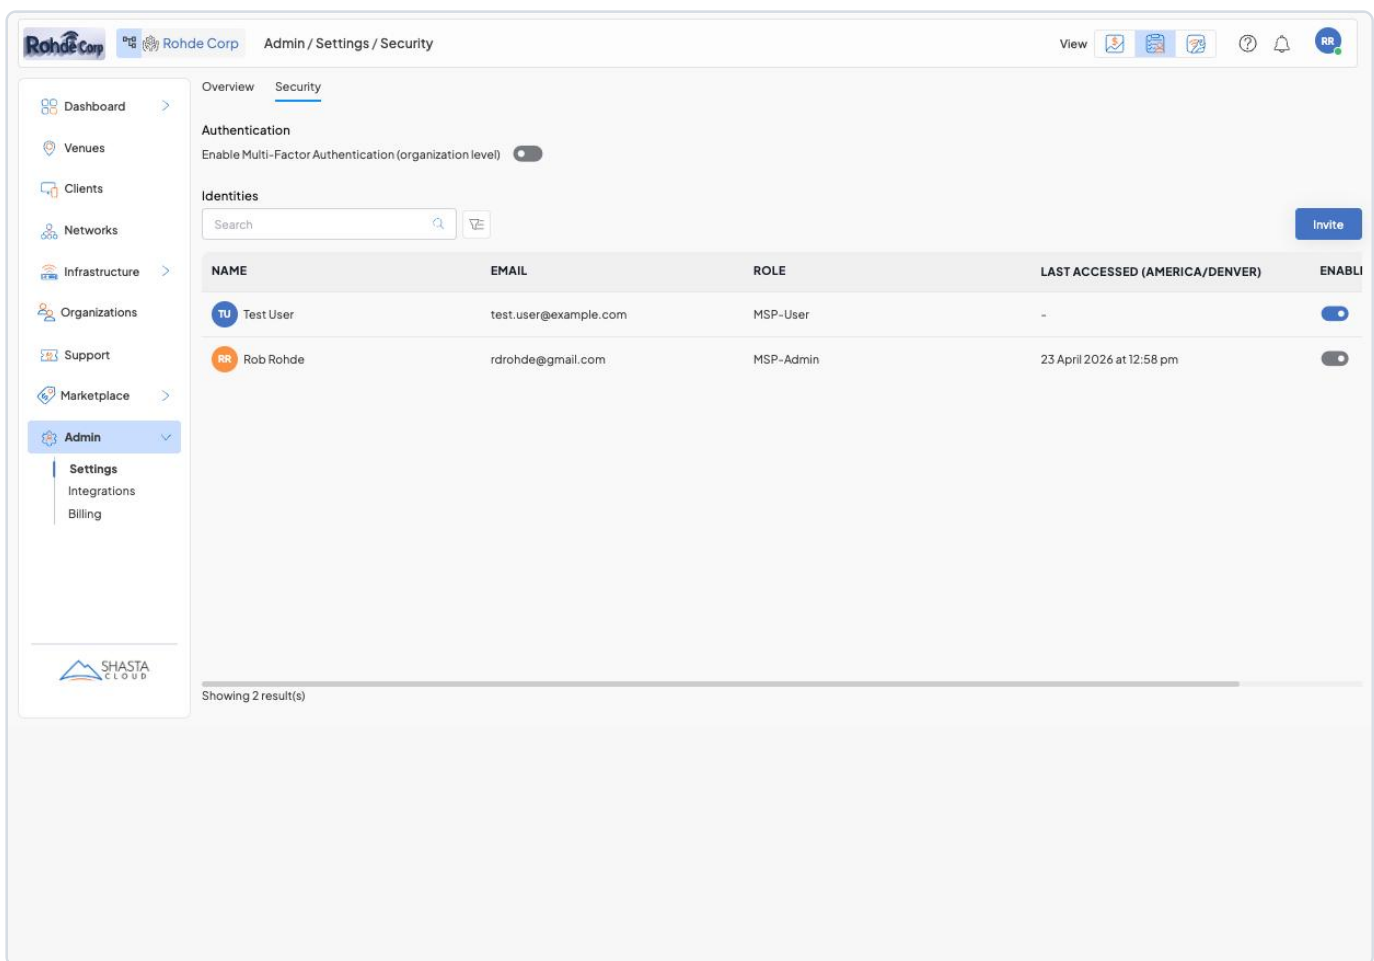 Rohde Corp
Rohde Corp
Admin / Settings / Security
View
RR
Dashboard
Venues
Clients
Networks
Infrastructure
Organizations
Support
Marketplace
Admin
Settings
Integrations
Billing
SHASTA
CLOUD
Overview Security
Authentication
Enable Multi-Factor Authentication (organization level)
Identities
Search
Invite
NAME EMAIL ROLE LAST ACCESSED (AMERICA/DENVER) ENABL
TU Test User test.user@example.com MSP-User -
RR Rob Rohde rdrohde@gmail.com MSP-Admin 23 April 2026 at 12:58 pm
Showing 2 result(s)